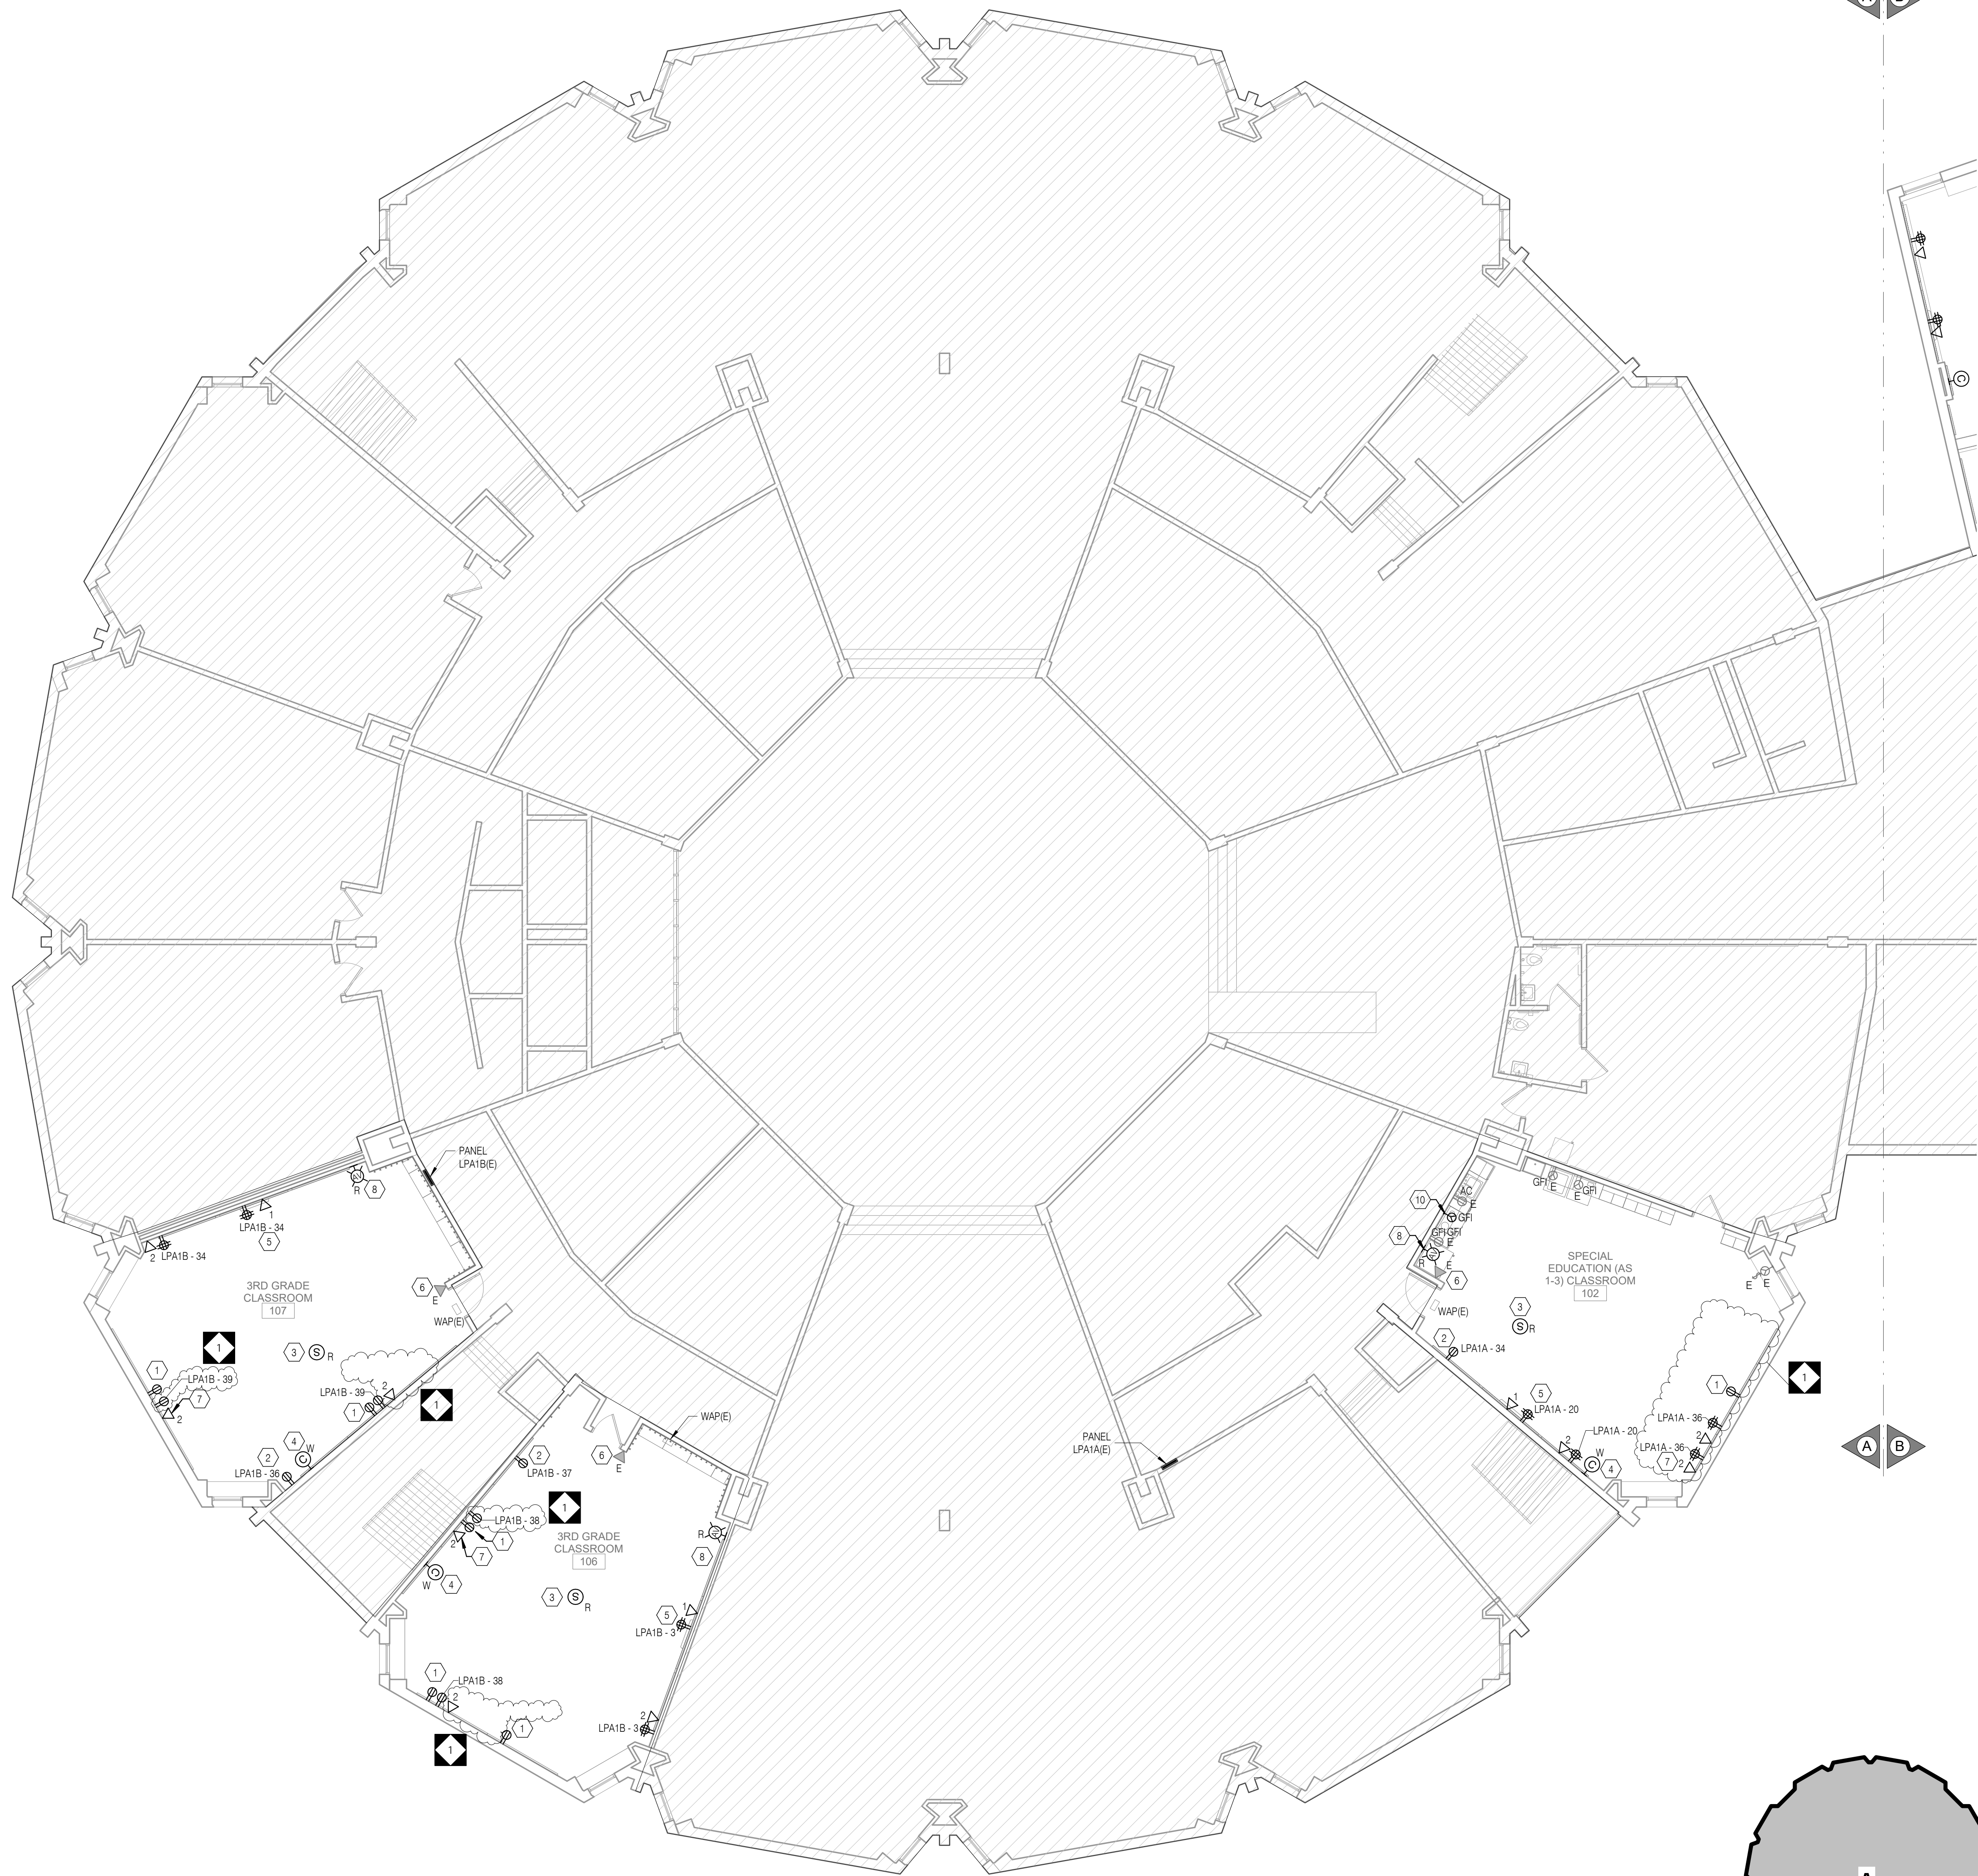 A B
C
PANEL
LPA1B(E)
AV
R
8
1
LPA1B - 34
5
2
LPA1B - 34
3RD GRADE
CLASSROOM
107
6
E
WAP(E)
1
3
S
R
1
LPA1B - 39
7
2
LPA1B - 39
2
1
1
4
W
C
2
LPA1B - 36
2
LPA1B - 37
6
E
WAP(E)
1
LPA1B - 38
1
2
7
3RD GRADE
CLASSROOM
106
R
AV
8
W
C
4
3
S
R
5
1
LPA1B - 3
1
LPA1B - 38
2
1
2
LPA1B - 3
1
PANEL
LPA1A(E)
10
AC
E
GFI
GFI
GFI
E
8
R
AV
E
6
WAP(E)
GFI
E
E
GFI
SPECIAL
EDUCATION (AS
1-3) CLASSROOM
102
E
E
3
S
R
2
LPA1A - 34
1
5
LPA1A - 20
2
LPA1A - 20
W
C
4
1
1
LPA1A - 36
2
LPA1A - 36
7
2
A B
A